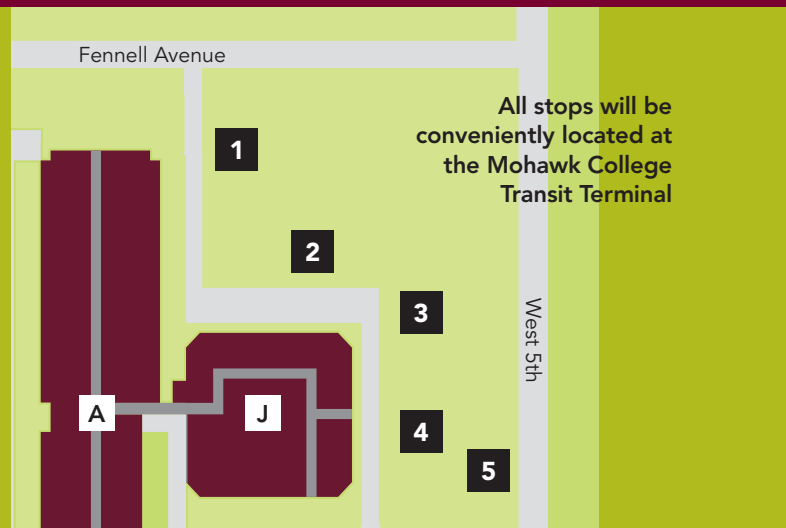 Fennell Avenue
All stops will be
conveniently located at
the Mohawk College
Transit Terminal
1
2
3
West 5th
A
J
4
5